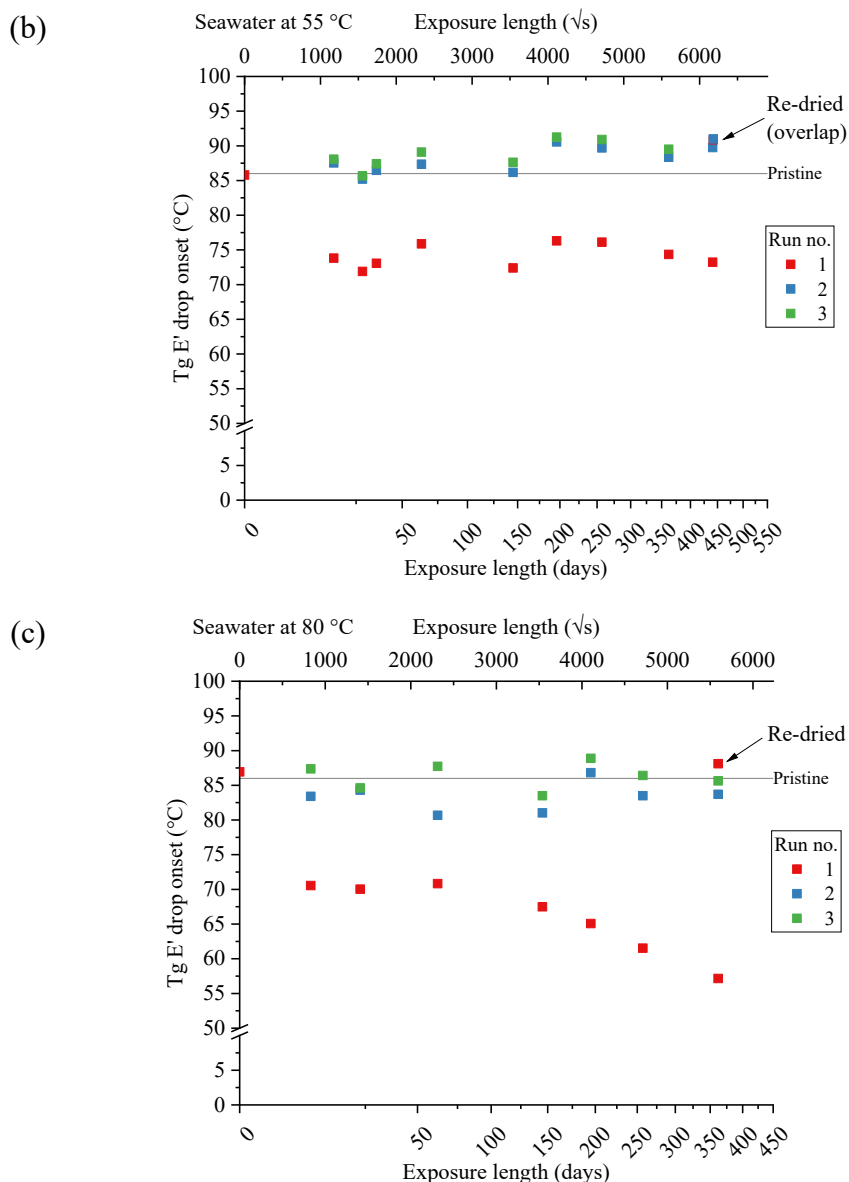 (b)
Seawater at 55 °C Exposure length (√s)
0 1000 2000 3000 4000 5000 6000
100
95
90
85
80
75
70
65
60
55
50
5
0
Tg E' drop onset (°C)
Re-dried
(overlap)
Pristine
Run no.
1
2
3
0 50 100 150 200 250 300 350 400 450 500 550
Exposure length (days)
(c)
Seawater at 80 °C Exposure length (√s)
0 1000 2000 3000 4000 5000 6000
100
95
90
85
80
75
70
65
60
55
50
5
0
Tg E' drop onset (°C)
Re-dried
Pristine
Run no.
1
2
3
0 50 100 150 200 250 300 350 400 450
Exposure length (days)